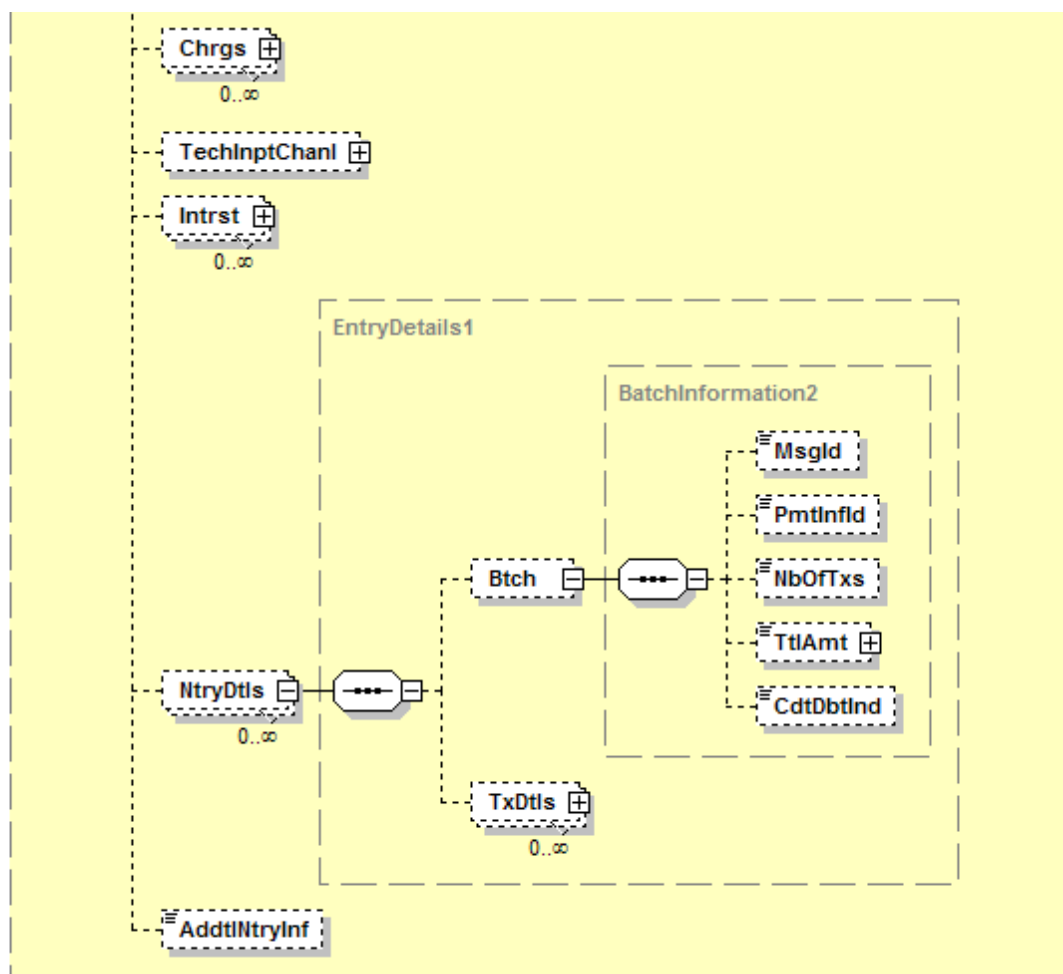 Chrgs
0..∞
TechInptChanl
Intrst
0..∞
EntryDetails1
BatchInformation2
MsgId
PmtInfId
NbOfTxs
TtlAmt
CdtDbtInd
Btch
NtryDtls
0..∞
TxDtls
0..∞
AddtlNtryInf